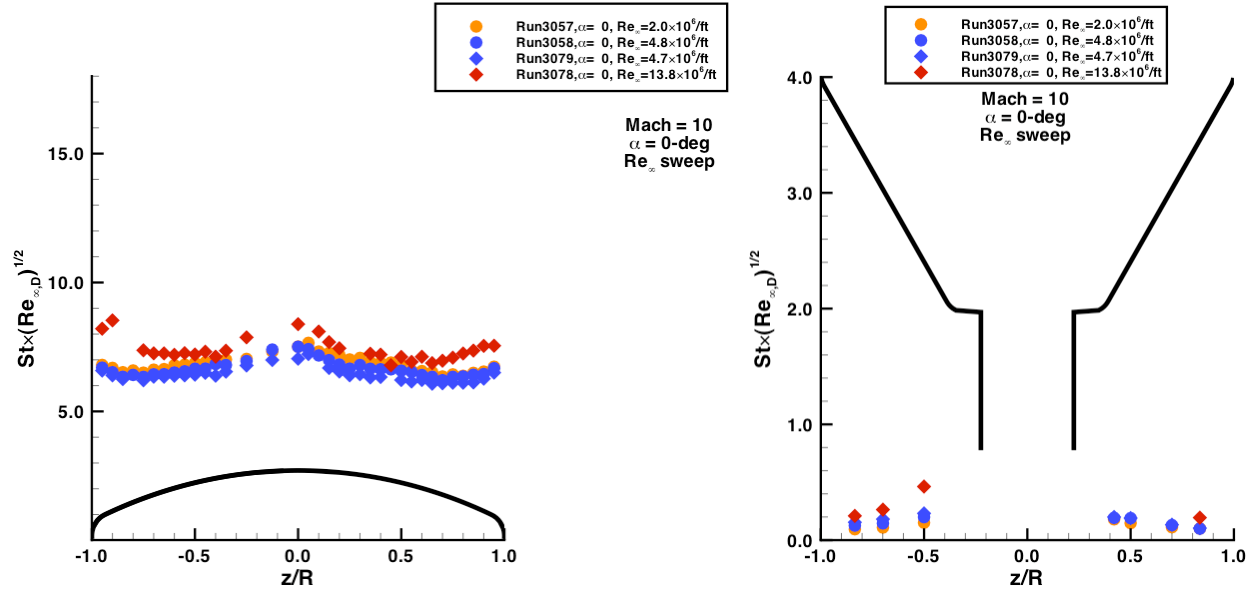 Run3057,α= 0, Re∞=2.0×10⁶/ft
Run3058,α= 0, Re∞=4.8×10⁶/ft
Run3079,α= 0, Re∞=4.7×10⁶/ft
Run3078,α= 0, Re∞=13.8×10⁶/ft
Mach = 10
α = 0-deg
Re∞ sweep
15.0
10.0
5.0
St×(Re∞,D)1/2
-1.0 -0.5 0.0 0.5 1.0
z/R
Run3057,α= 0, Re∞=2.0×10⁶/ft
Run3058,α= 0, Re∞=4.8×10⁶/ft
Run3079,α= 0, Re∞=4.7×10⁶/ft
Run3078,α= 0, Re∞=13.8×10⁶/ft
Mach = 10
α = 0-deg
Re∞ sweep
4.0
3.0
2.0
1.0
0.0
St×(Re∞,D)1/2
-1.0 -0.5 0.0 0.5 1.0
z/R